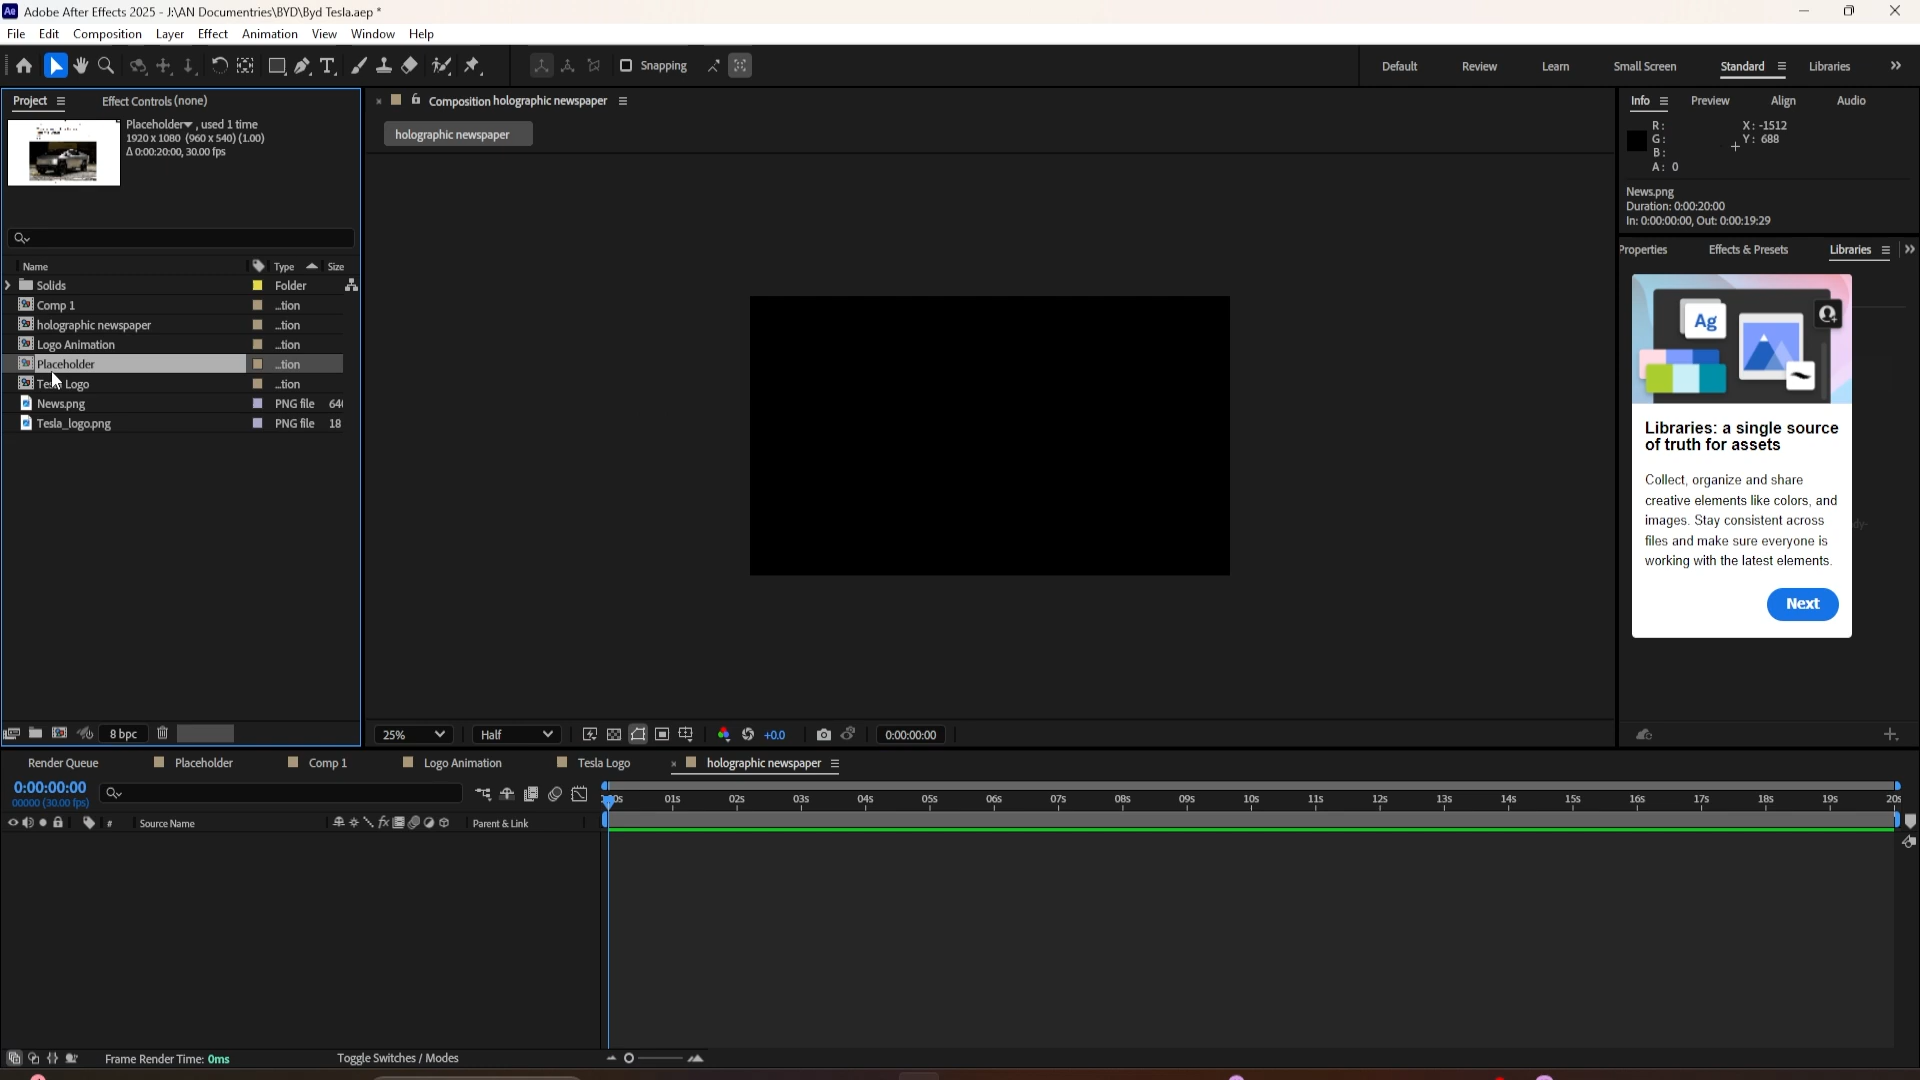 Ae Adobe After Effects 2025 - J:\AN Documentries\BYD\Byd Tesla.aep *
File Edit Composition Layer Effect Animation View Window Help
Snapping
Default Review Learn Small Screen Standard Libraries
Project Effect Controls (none)
Placeholder , used 1 time
1920 x 1080 (960 x 540) (1.00)
Δ 0:00:20:00, 30.00 fps
Name Type Size
Solids Folder
Comp 1 ...tion
holographic newspaper ...tion
Logo Animation ...tion
Placeholder ...tion
Tesla Logo ...tion
News.png PNG file 64
Tesla_logo.png PNG file 18
8 bpc
Composition holographic newspaper
holographic newspaper
25% Half +0.0 0:00:00:00
Info Preview Align Audio
R: X: -1512
G: Y: 688
B:
A: 0
News.png
Duration: 0:00:20:00
In: 0:00:00:00, Out: 0:00:19:29
Properties Effects & Presets Libraries
Ag
Libraries: a single source
of truth for assets
Collect, organize and share
creative elements like colors, and
images. Stay consistent across
files and make sure everyone is
working with the latest elements.
Next
Render Queue Placeholder Comp 1 Logo Animation Tesla Logo holographic newspaper
0:00:00:00
00000 (30.00 fps)
# Source Name Parent & Link
:00s 01s 02s 03s 04s 05s 06s 07s 08s 09s 10s 11s 12s 13s 14s 15s 16s 17s 18s 19s 20s
Frame Render Time: 0ms Toggle Switches / Modes